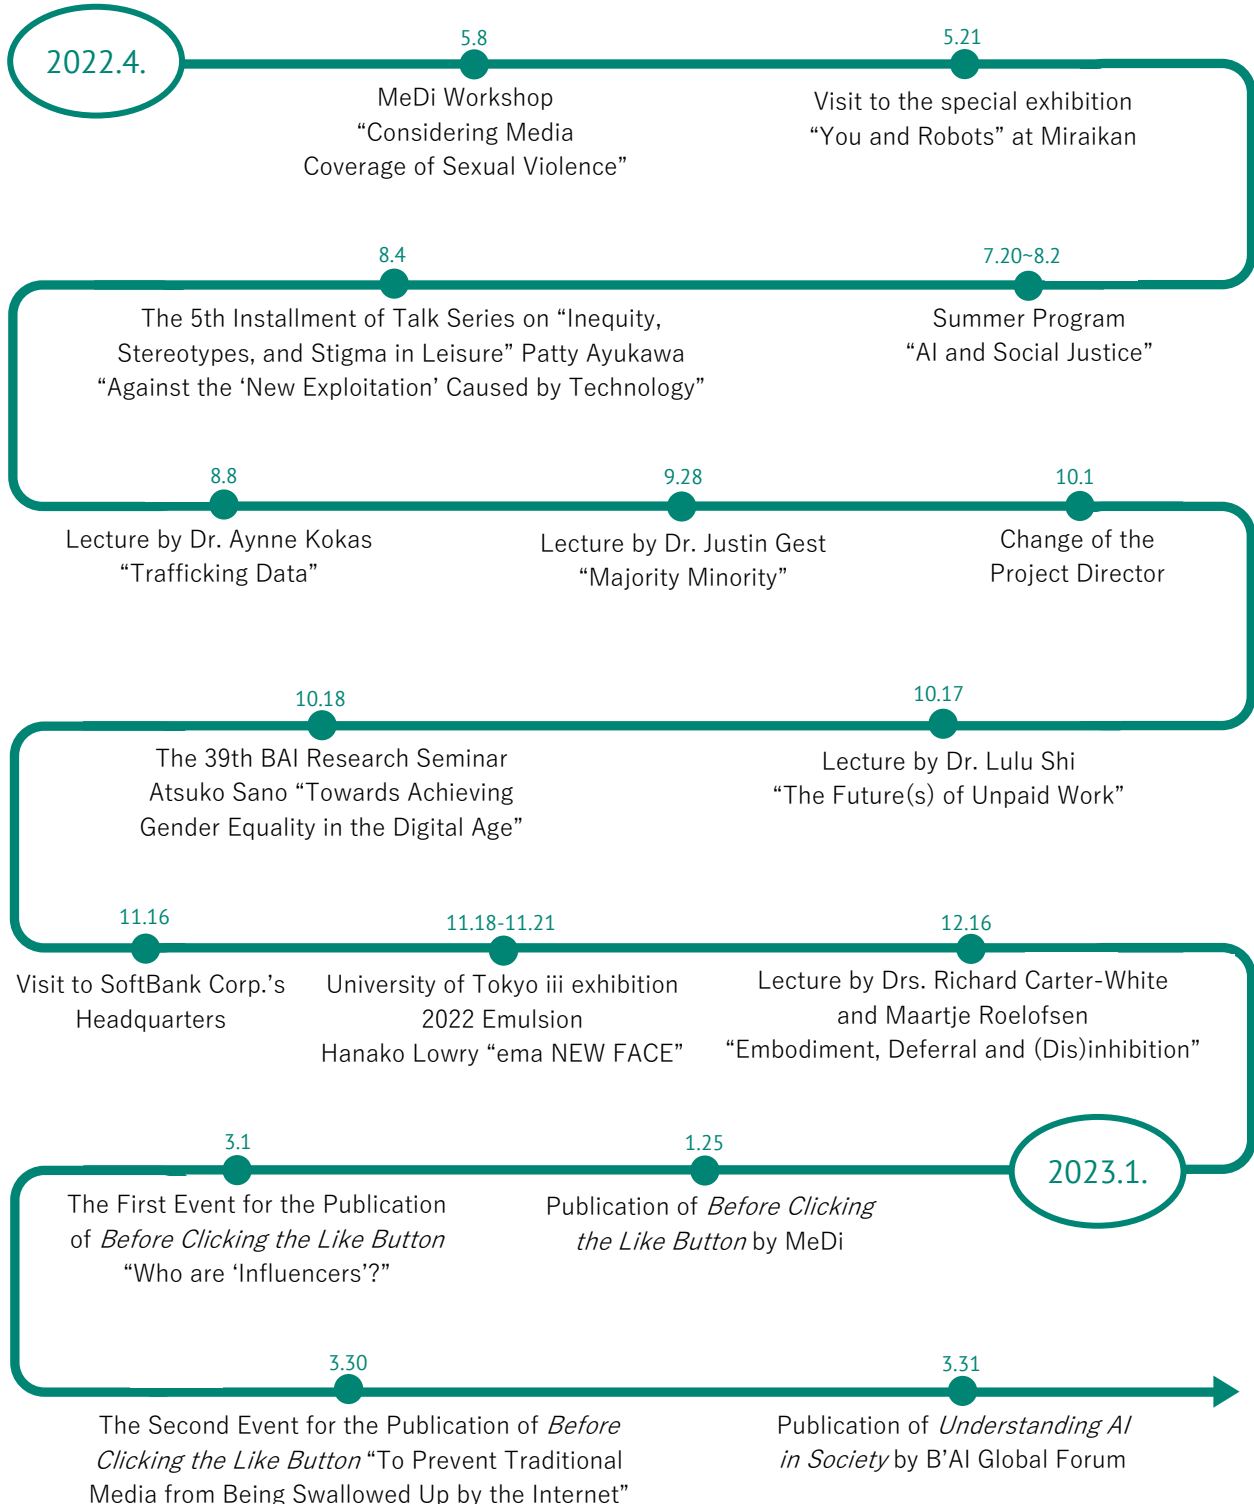 2022.4.
5.8
MeDi Workshop
“Considering Media
Coverage of Sexual Violence”
5.21
Visit to the special exhibition
“You and Robots” at Miraikan
7.20~8.2
Summer Program
“AI and Social Justice”
8.4
The 5th Installment of Talk Series on “Inequity,
Stereotypes, and Stigma in Leisure” Patty Ayukawa
“Against the ‘New Exploitation’ Caused by Technology”
8.8
Lecture by Dr. Aynne Kokas
“Trafficking Data”
9.28
Lecture by Dr. Justin Gest
“Majority Minority”
10.1
Change of the
Project Director
10.17
Lecture by Dr. Lulu Shi
“The Future(s) of Unpaid Work”
10.18
The 39th BAI Research Seminar
Atsuko Sano “Towards Achieving
Gender Equality in the Digital Age”
11.16
Visit to SoftBank Corp.’s
Headquarters
11.18-11.21
University of Tokyo iii exhibition
2022 Emulsion
Hanako Lowry “ema NEW FACE”
12.16
Lecture by Drs. Richard Carter-White
and Maartje Roelofsen
“Embodiment, Deferral and (Dis)inhibition”
2023.1.
1.25
Publication of Before Clicking
the Like Button by MeDi
3.1
The First Event for the Publication
of Before Clicking the Like Button
“Who are ‘Influencers’?”
3.30
The Second Event for the Publication of Before
Clicking the Like Button “To Prevent Traditional
Media from Being Swallowed Up by the Internet”
3.31
Publication of Understanding AI
in Society by B’AI Global Forum